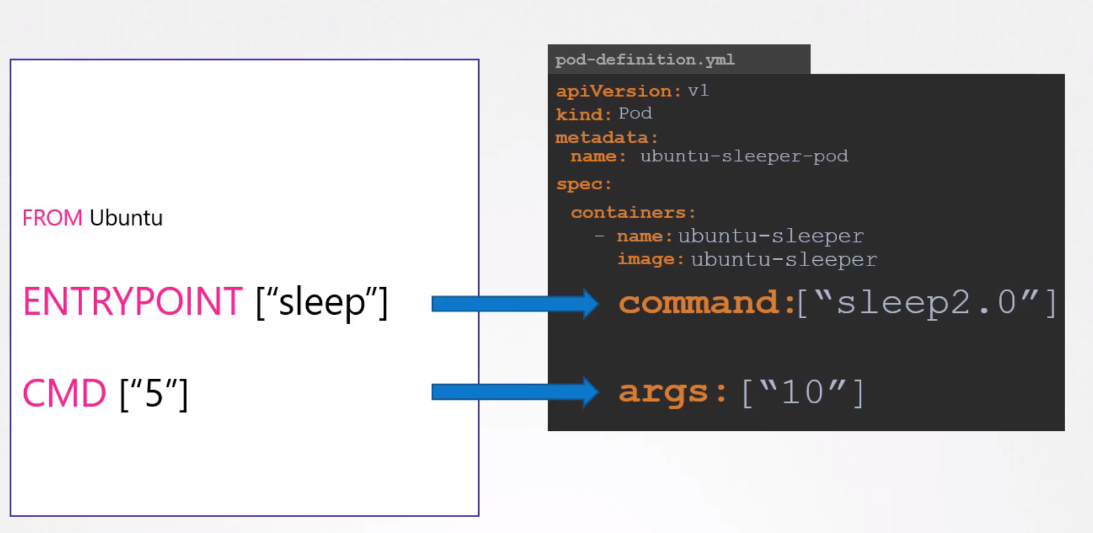 FROM Ubuntu
ENTRYPOINT [“sleep”]
CMD [“5”]
pod-definition.yml
apiVersion: v1
kind: Pod
metadata:
name: ubuntu-sleeper-pod
spec:
containers:
- name: ubuntu-sleeper
image: ubuntu-sleeper
command:[“sleep2.0”]
args: [“10”]